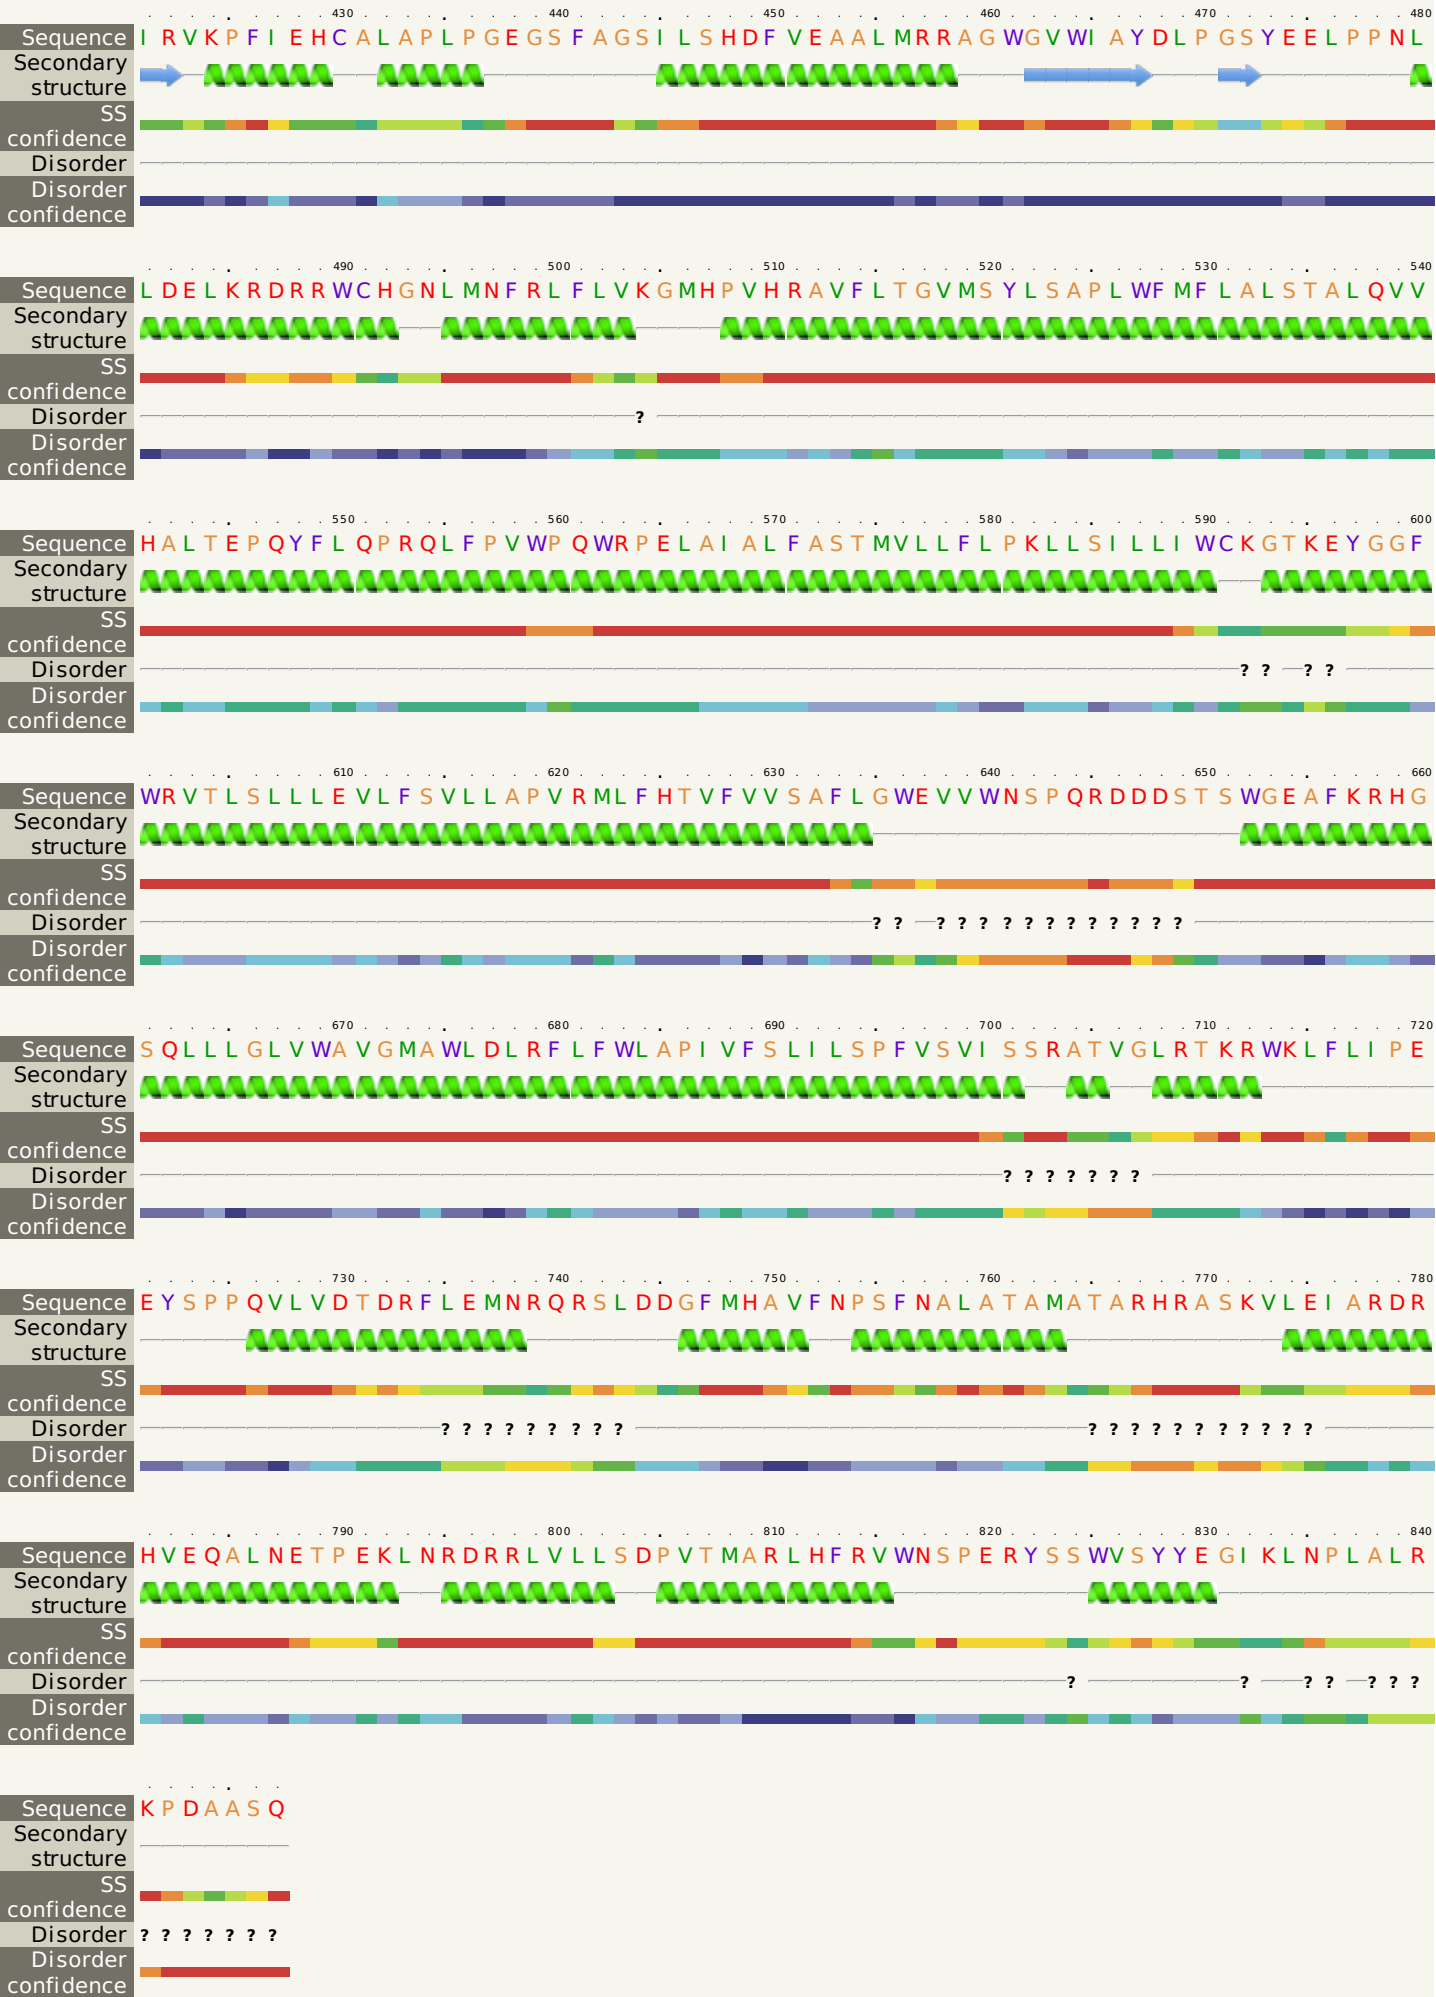 430 440 450 460 470 480
Sequence I R V K P F I E H C A L A P L P G E G S F A G S I L S H D F V E A A L M R R A G W G V W I A Y D L P G S Y E E L P P N L
Secondary
structure
SS
confidence
Disorder
Disorder
confidence
490 500 510 520 530 540
Sequence L D E L K R D R R W C H G N L M N F R L F L V K G M H P V H R A V F L T G V M S Y L S A P L W F M F L A L S T A L Q V V
Secondary
structure
SS
confidence
Disorder ?
Disorder
confidence
550 560 570 580 590 600
Sequence H A L T E P Q Y F L Q P R Q L F P V W P Q W R P E L A I A L F A S T M V L L F L P K L L S I L L I W C K G T K E Y G G F
Secondary
structure
SS
confidence
Disorder ? ? ? ?
Disorder
confidence
610 620 630 640 650 660
Sequence W R V T L S L L L E V L F S V L L A P V R M L F H T V F V V S A F L G W E V V W N S P Q R D D D S T S W G E A F K R H G
Secondary
structure
SS
confidence
Disorder ? ? ? ? ? ? ? ? ? ? ? ? ? ?
Disorder
confidence
670 680 690 700 710 720
Sequence S Q L L L G L V W A V G M A W L D L R F L F W L A P I V F S L I L S P F V S V I S S R A T V G L R T K R W K L F L I P E
Secondary
structure
SS
confidence
Disorder ? ? ? ? ? ? ?
Disorder
confidence
730 740 750 760 770 780
Sequence E Y S P P Q V L V D T D R F L E M N R Q R S L D D G F M H A V F N P S F N A L A T A M A T A R H R A S K V L E I A R D R
Secondary
structure
SS
confidence
Disorder ? ? ? ? ? ? ? ? ? ? ? ? ? ? ? ? ? ? ? ?
Disorder
confidence
790 800 810 820 830 840
Sequence H V E Q A L N E T P E K L N R D R R L V L L S D P V T M A R L H F R V W N S P E R Y S S W V S Y Y E G I K L N P L A L R
Secondary
structure
SS
confidence
Disorder ? ? ? ? ? ? ?
Disorder
confidence
Sequence K P D A A S Q
Secondary
structure
SS
confidence
Disorder ? ? ? ? ? ? ?
Disorder
confidence